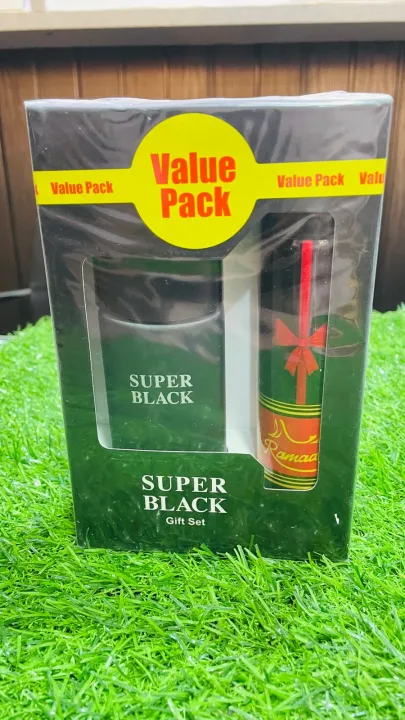 Value
Pack
Value Pack
Value Pack
SUPER
BLACK
SUPER
BLACK
Gift Set